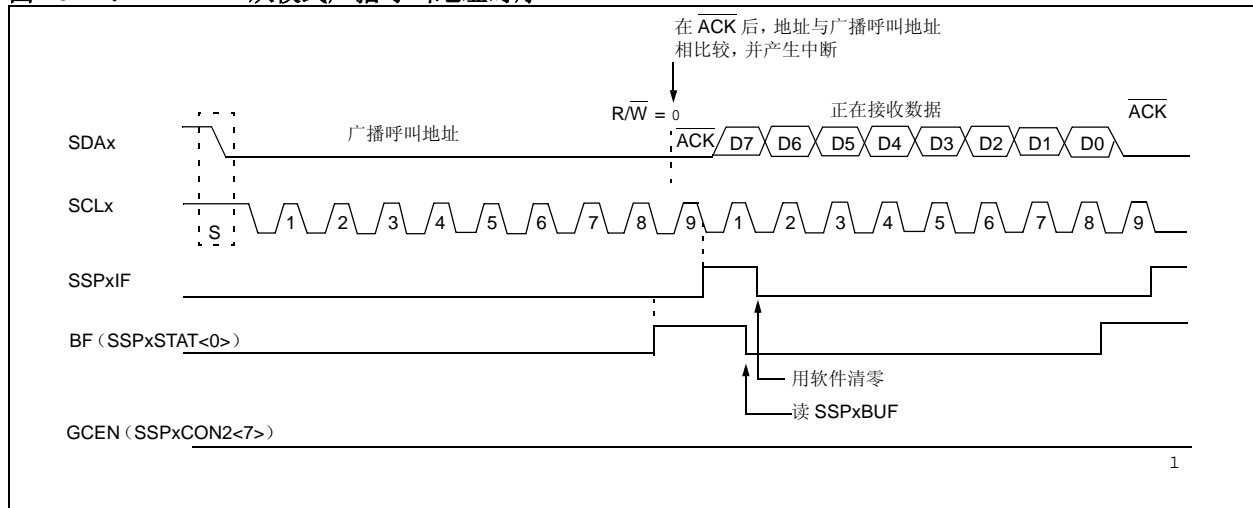 在 ACK 后，地址与广播呼叫地址
相比较，并产生中断
R/W = 0
正在接收数据
ACK
SDAx
广播呼叫地址
ACK D7 D6 D5 D4 D3 D2 D1 D0
SCLx
S
1 2 3 4 5 6 7 8 9 1 2 3 4 5 6 7 8 9
SSPxIF
BF（SSPxSTAT<0>）
用软件清零
读 SSPxBUF
GCEN（SSPxCON2<7>）
1